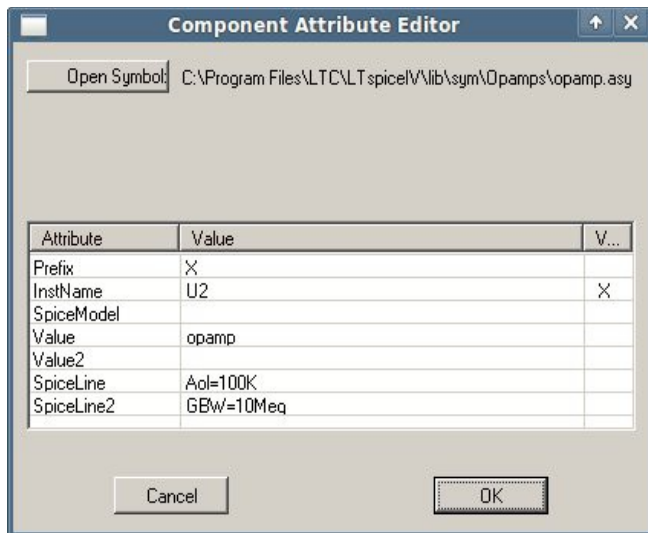 Component Attribute Editor
Open Symbol: C:\Program Files\LTC\LTspiceIV\lib\sym\Opamps\opamp.asy
Attribute Value V...
Prefix X
InstName U2 X
SpiceModel
Value opamp
Value2
SpiceLine Aol=100K
SpiceLine2 GBW=10Meg
Cancel OK